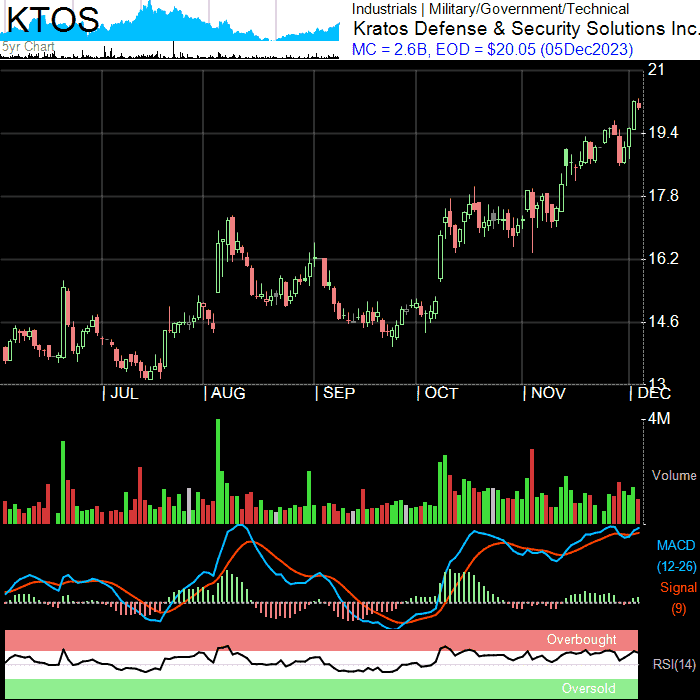 KTOS
5yr Chart
Industrials | Military/Government/Technical
Kratos Defense & Security Solutions Inc.
MC = 2.6B, EOD = $20.05 (05Dec2023)
21
19.4
17.8
16.2
14.6
13
| JUL | AUG | SEP | OCT | NOV | DEC
4M
Volume
MACD
(12-26)
Signal
(9)
Overbought
RSI(14)
Oversold